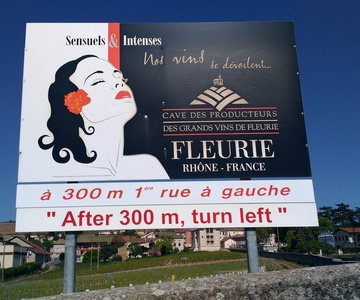 Sensuels & Intenses
Nos vins
se dévoilent...
CAVE DES PRODUCTEURS
DES GRANDS VINS DE FLEURIE
FLEURIE
RHÔNE - FRANCE
à 300 m 1ère rue à gauche
" After 300 m, turn left "